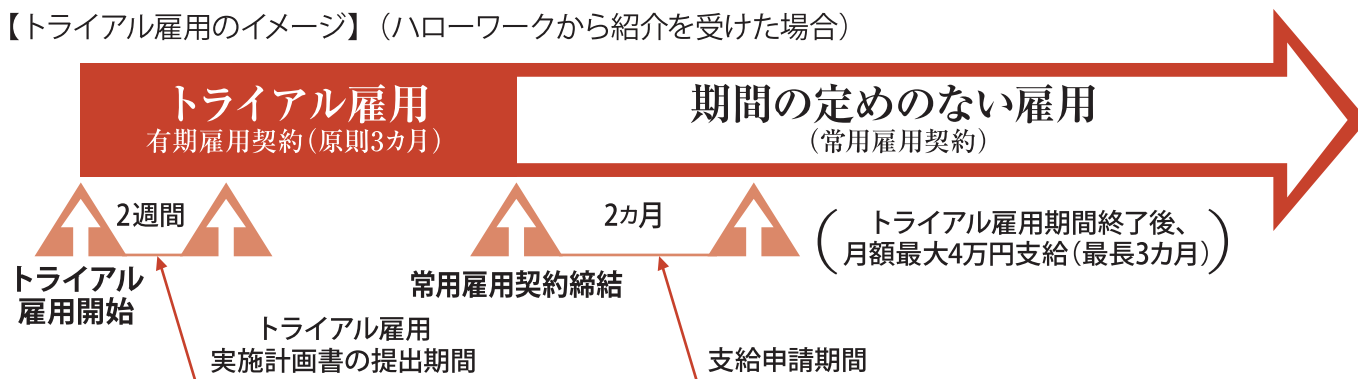 【トライアル雇用のイメージ】（ハローワークから紹介を受けた場合）
トライアル雇用
有期雇用契約（原則3カ月）
期間の定めのない雇用
（常用雇用契約）
2週間
2カ月
トライアル
雇用開始
常用雇用契約締結
（トライアル雇用期間終了後、
月額最大4万円支給（最長3カ月））
トライアル雇用
実施計画書の提出期間
支給申請期間